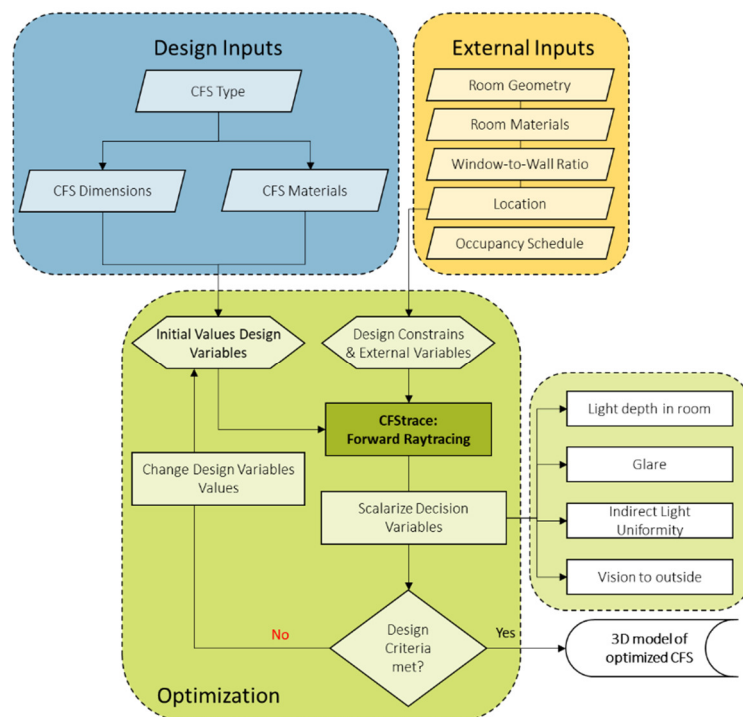 Design Inputs
CFS Type
CFS Dimensions
CFS Materials
External Inputs
Room Geometry
Room Materials
Window-to-Wall Ratio
Location
Occupancy Schedule
Initial Values Design
Variables
Design Constrains
& External Variables
CFStrace:
Forward Raytracing
Change Design Variables
Values
Scalarize Decision
Variables
Light depth in room
Glare
Indirect Light
Uniformity
Vision to outside
No
Design
Criteria
met?
Yes
3D model of
optimized CFS
Optimization